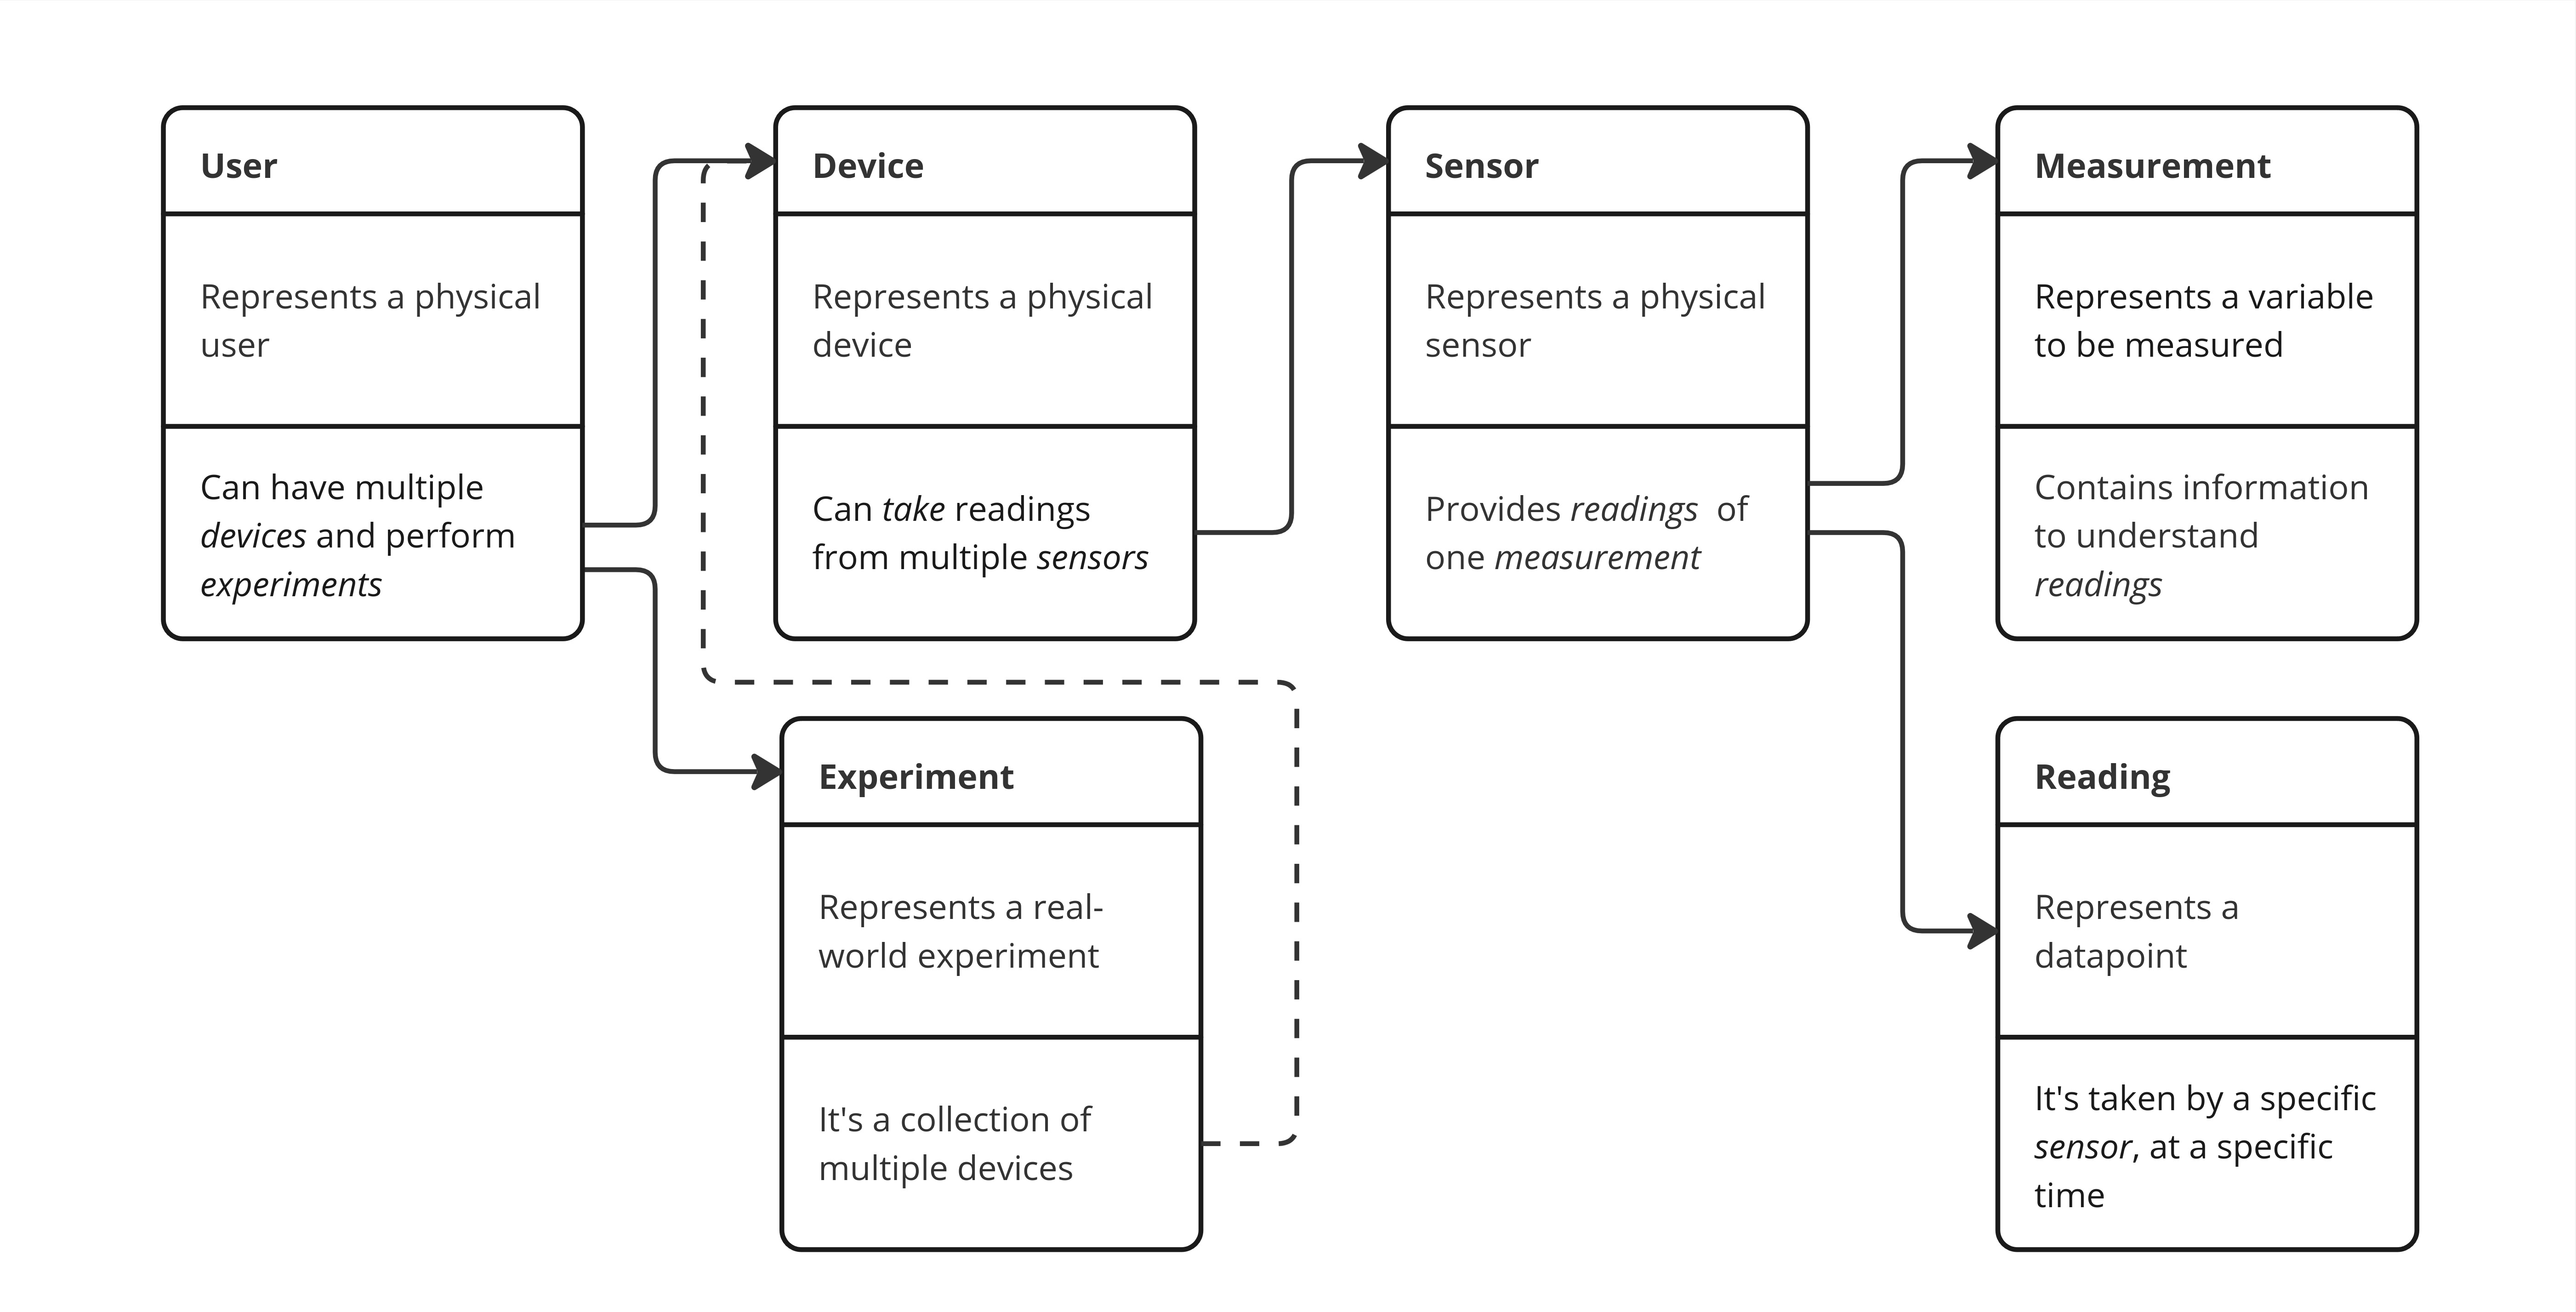 User
Represents a physical
user
Can have multiple
devices and perform
experiments
Device
Represents a physical
device
Can take readings
from multiple sensors
Sensor
Represents a physical
sensor
Provides readings of
one measurement
Measurement
Represents a variable
to be measured
Contains information
to understand
readings
Experiment
Represents a real-
world experiment
It's a collection of
multiple devices
Reading
Represents a
datapoint
It's taken by a specific
sensor, at a specific
time